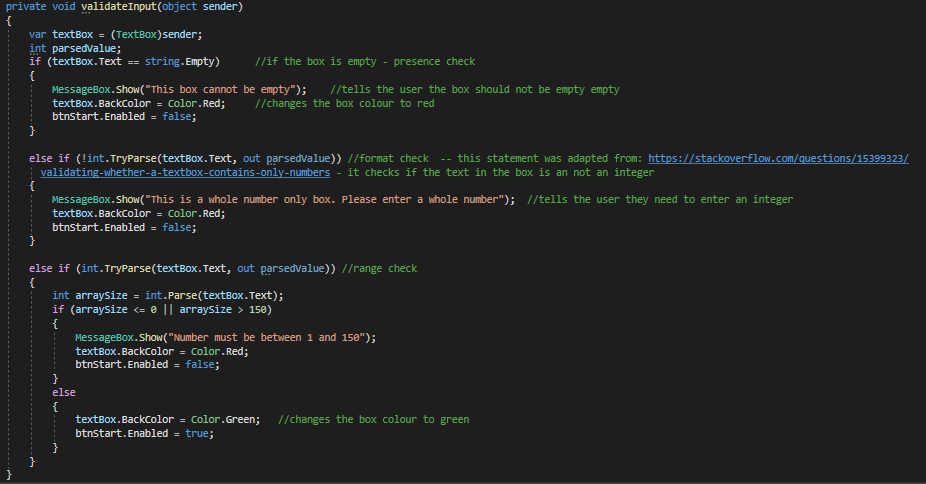 private void validateInput(object sender)
{
var textBox = (TextBox)sender;
int parsedValue;
if (textBox.Text == string.Empty) //if the box is empty - presence check
{
MessageBox.Show("This box cannot be empty"); //tells the user the box should not be empty empty
textBox.BackColor = Color.Red; //changes the box colour to red
btnStart.Enabled = false;
}
else if (!int.TryParse(textBox.Text, out parsedValue)) //format check -- this statement was adapted from: https://stackoverflow.com/questions/15399323/
validating-whether-a-textbox-contains-only-numbers - it checks if the text in the box is an not an integer
{
MessageBox.Show("This is a whole number only box. Please enter a whole number"); //tells the user they need to enter an integer
textBox.BackColor = Color.Red;
btnStart.Enabled = false;
}
else if (int.TryParse(textBox.Text, out parsedValue)) //range check
{
int arraySize = int.Parse(textBox.Text);
if (arraySize <= 0 || arraySize > 150)
{
MessageBox.Show("Number must be between 1 and 150");
textBox.BackColor = Color.Red;
btnStart.Enabled = false;
}
else
{
textBox.BackColor = Color.Green; //changes the box colour to green
btnStart.Enabled = true;
}
}
}